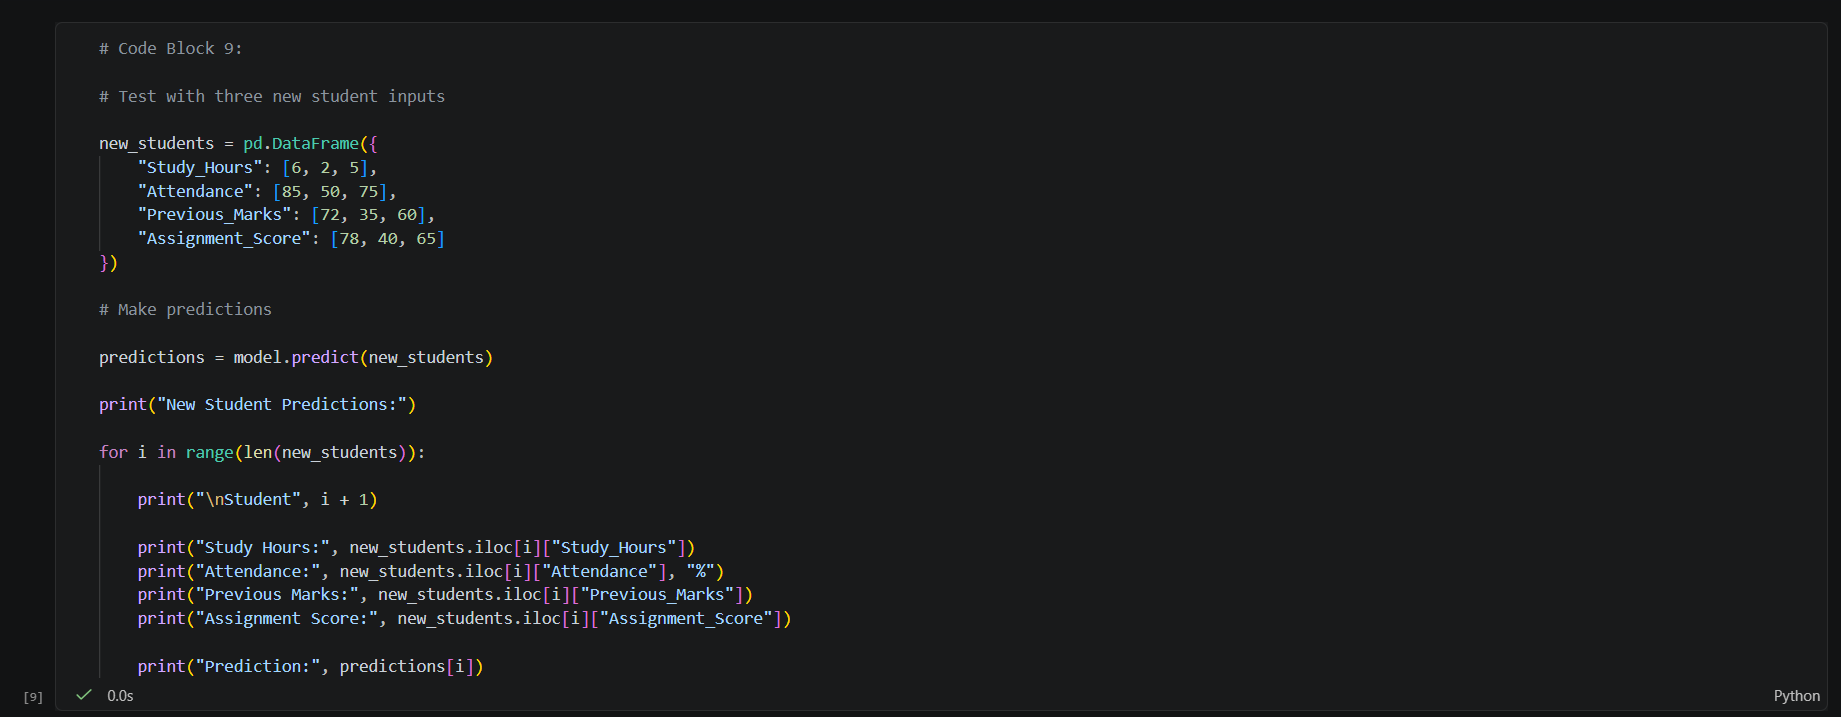 # Code Block 9:
# Test with three new student inputs
new_students = pd.DataFrame({
    "Study_Hours": [6, 2, 5],
    "Attendance": [85, 50, 75],
    "Previous_Marks": [72, 35, 60],
    "Assignment_Score": [78, 40, 65]
})
# Make predictions
predictions = model.predict(new_students)
print("New Student Predictions:")
for i in range(len(new_students)):
    print("\nStudent", i + 1)
    print("Study Hours:", new_students.iloc[i]["Study_Hours"])
    print("Attendance:", new_students.iloc[i]["Attendance"], "%")
    print("Previous Marks:", new_students.iloc[i]["Previous_Marks"])
    print("Assignment Score:", new_students.iloc[i]["Assignment_Score"])
    print("Prediction:", predictions[i])
[9] 0.0s Python